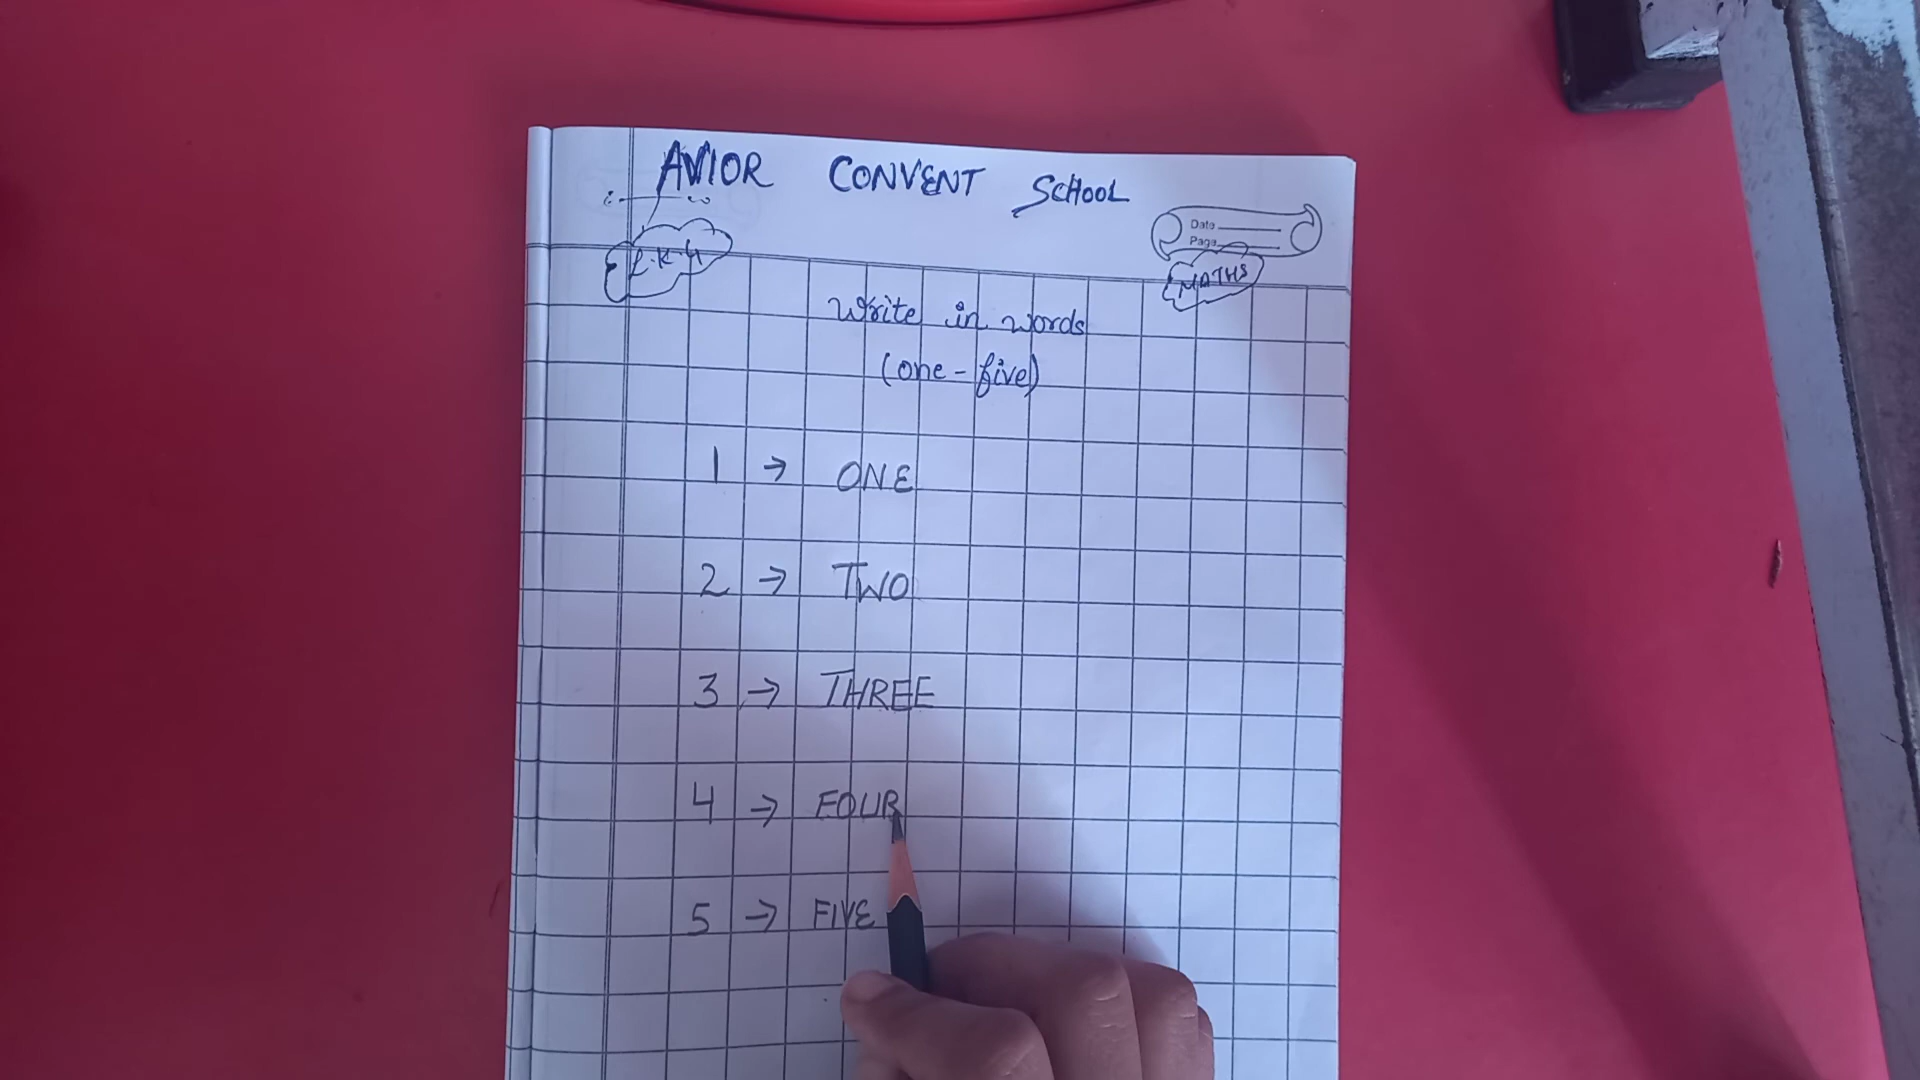 AVIOR CONVENT SCHOOL
Date
Page
L.K.G
MATHS
Write in words
(one - five)
1 → ONE
2 → TWO
3 → THREE
4 → FOUR
5 → FIVE